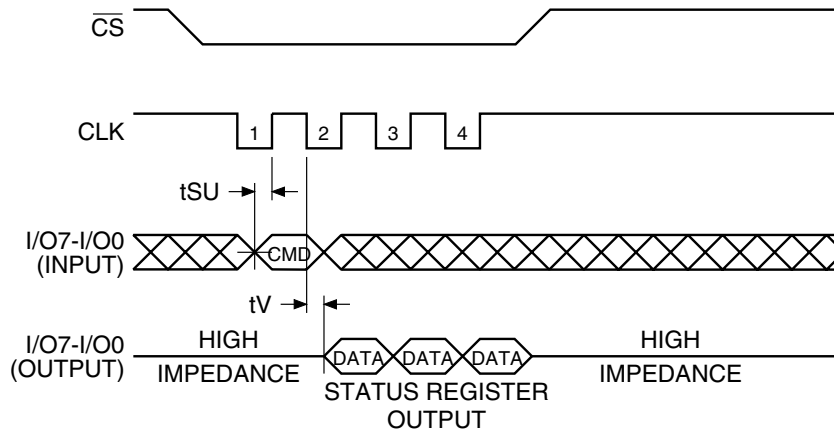 CS
CLK
1 2 3 4
tSU
I/O7-I/O0
(INPUT)
CMD
tV
I/O7-I/O0
(OUTPUT)
HIGH
IMPEDANCE
DATA DATA DATA
STATUS REGISTER
OUTPUT
HIGH
IMPEDANCE